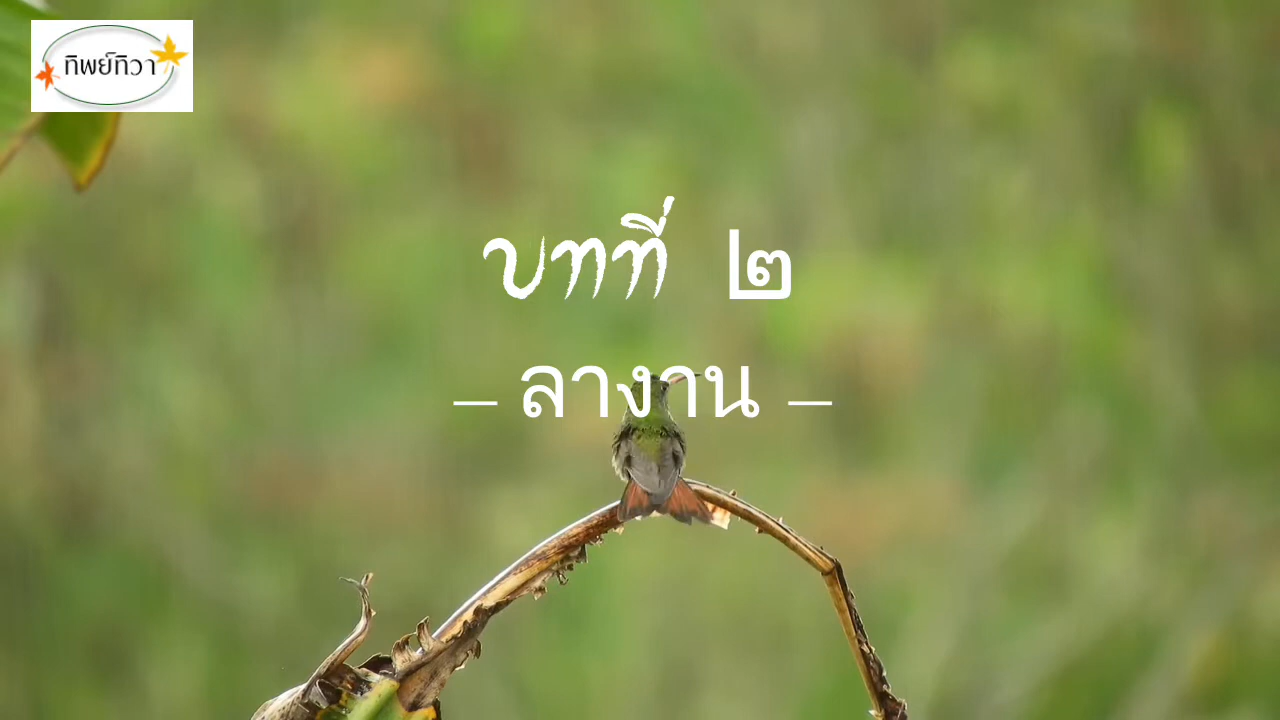 ทิพย์ทิวา
บทที่ ๒
– ลางาน –